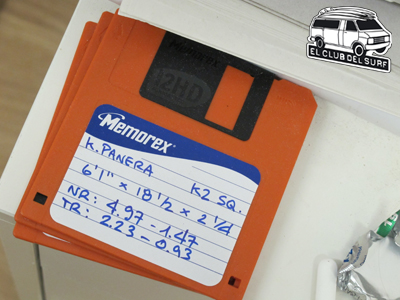 EL CLUB DEL SURF
HD
Memorex
K. PANERA K2 SQ.
6'1" x 18 1/2 x 2 1/4
NR: 4.97 - 1.47
TR: 2.23 - 0.93